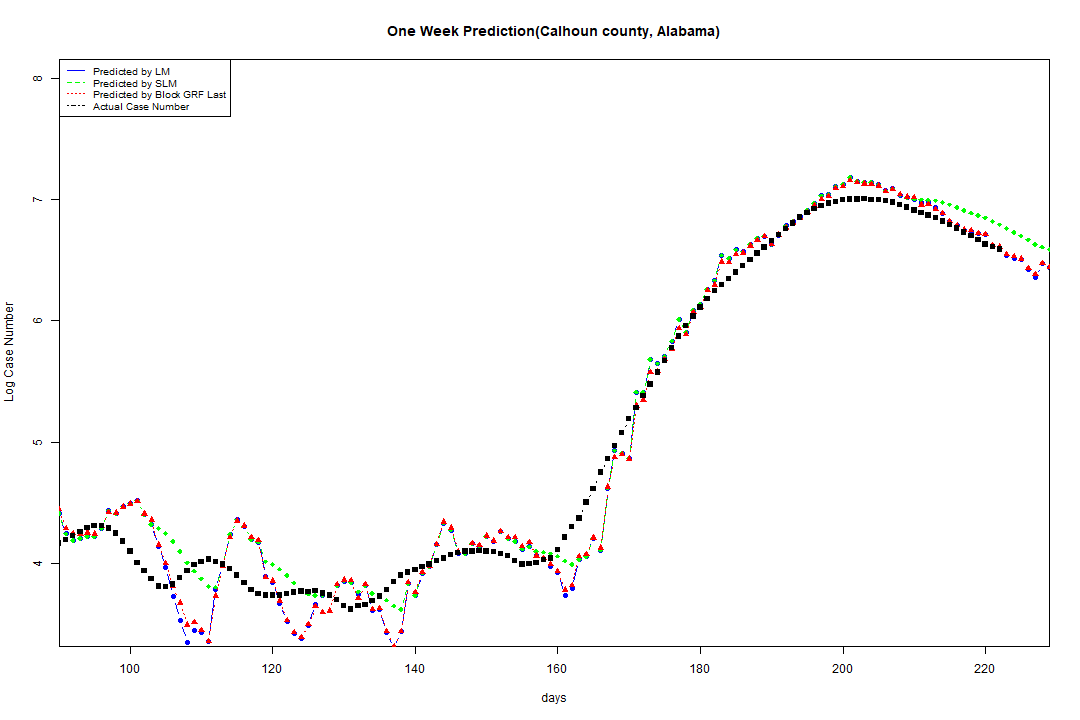 One Week Prediction(Calhoun county, Alabama)
Predicted by LM
Predicted by SLM
Predicted by Block GRF Last
Actual Case Number
8
7
6
5
4
Log Case Number
100 120 140 160 180 200 220
days